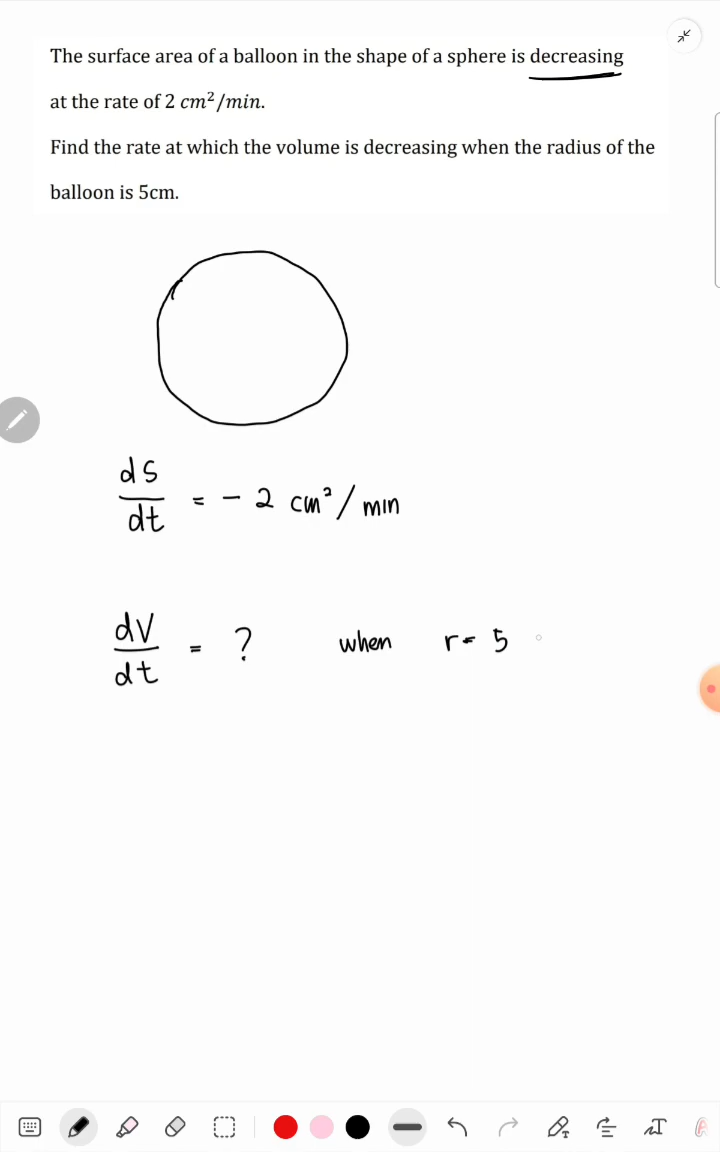 The surface area of a balloon in the shape of a sphere is decreasing
at the rate of 2 cm²/min.
Find the rate at which the volume is decreasing when the radius of the
balloon is 5cm.
dS/dt = - 2 cm²/min
dV/dt = ? when r = 5